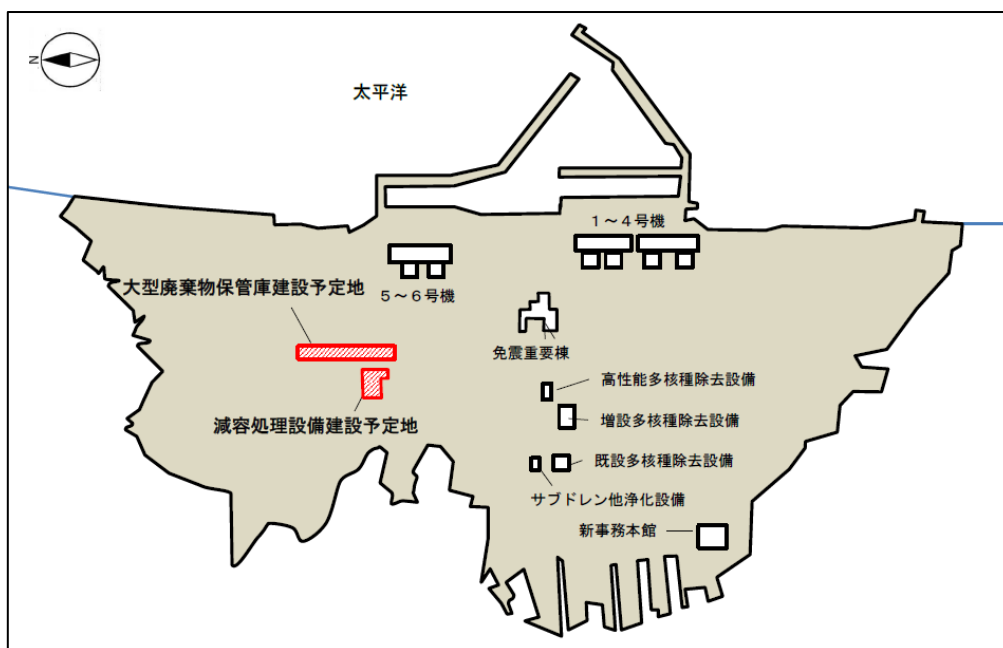 N
太平洋
1～4号機
大型廃棄物保管庫建設予定地
5～6号機
免震重要棟
高性能多核種除去設備
減容処理設備建設予定地
増設多核種除去設備
既設多核種除去設備
サブドレン他浄化設備
新事務本館